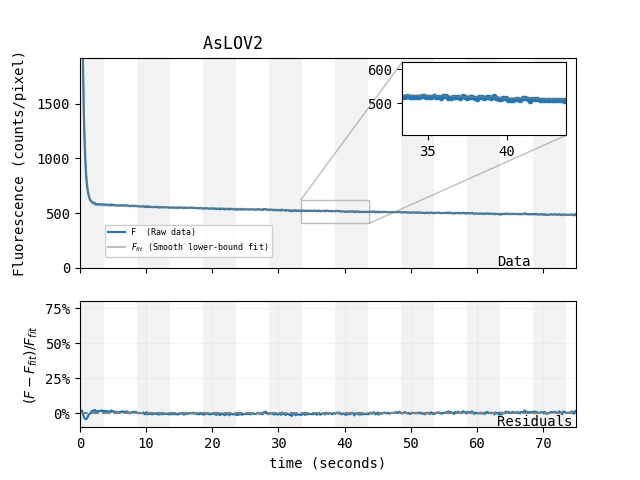 AsLOV2
Fluorescence (counts/pixel)
1500
1000
500
0
600
500
35
40
F (Raw data)
F_fit (Smooth lower-bound fit)
Data
(F − F_fit)/F_fit
75%
50%
25%
0%
Residuals
0 10 20 30 40 50 60 70
time (seconds)